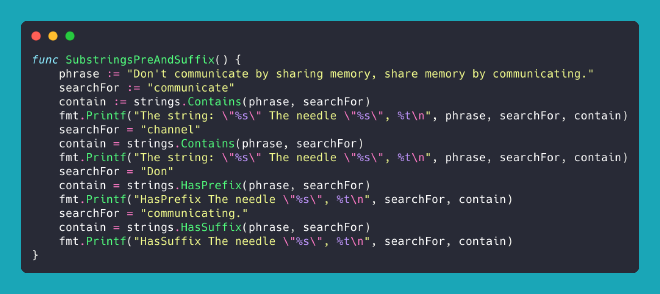 func SubstringsPreAndSuffix() {
    phrase := "Don't communicate by sharing memory, share memory by communicating."
    searchFor := "communicate"
    contain := strings.Contains(phrase, searchFor)
    fmt.Printf("The string: \"%s\" The needle \"%s\", %t\n", phrase, searchFor, contain)
    searchFor = "channel"
    contain = strings.Contains(phrase, searchFor)
    fmt.Printf("The string: \"%s\" The needle \"%s\", %t\n", phrase, searchFor, contain)
    searchFor = "Don"
    contain = strings.HasPrefix(phrase, searchFor)
    fmt.Printf("HasPrefix The needle \"%s\", %t\n", searchFor, contain)
    searchFor = "communicating."
    contain = strings.HasSuffix(phrase, searchFor)
    fmt.Printf("HasSuffix The needle \"%s\", %t\n", searchFor, contain)
}